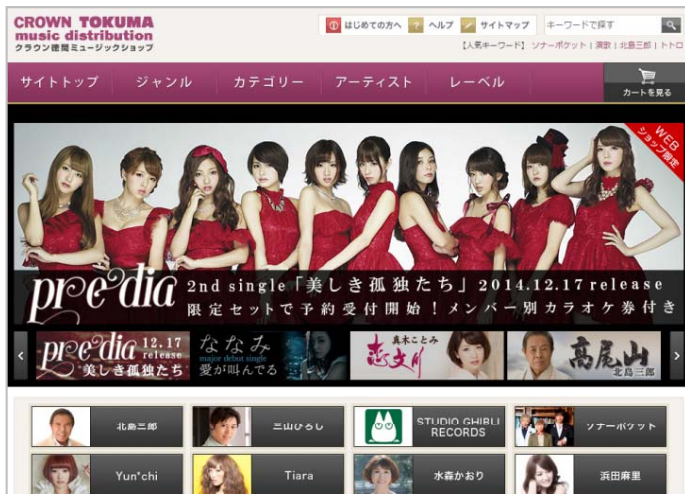 CROWN TOKUMA
music distribution
クラウン徳間ミュージックショップ
はじめての方へ ? ヘルプ サイトマップ キーワードで探す
【人気キーワード】 ソナーポケット | 演歌 | 北島三郎 | トトロ
サイトトップ ジャンル カテゴリー アーティスト レーベル カートを見る
WEB
ショップ限定
predia 2nd single「美しき孤独たち」2014.12.17 release
限定セットで予約受付開始！メンバー別カラオケ券付き
predia 12.17
release
美しき孤独たち
ななみ
major debut single
愛が叫んでる
真木ことみ
恋文川
高尾山
北島三郎
北島三郎 三山ひろし STUDIO GHIBLI RECORDS ソナーポケット
Yun*chi Tiara 水森かおり 浜田麻里